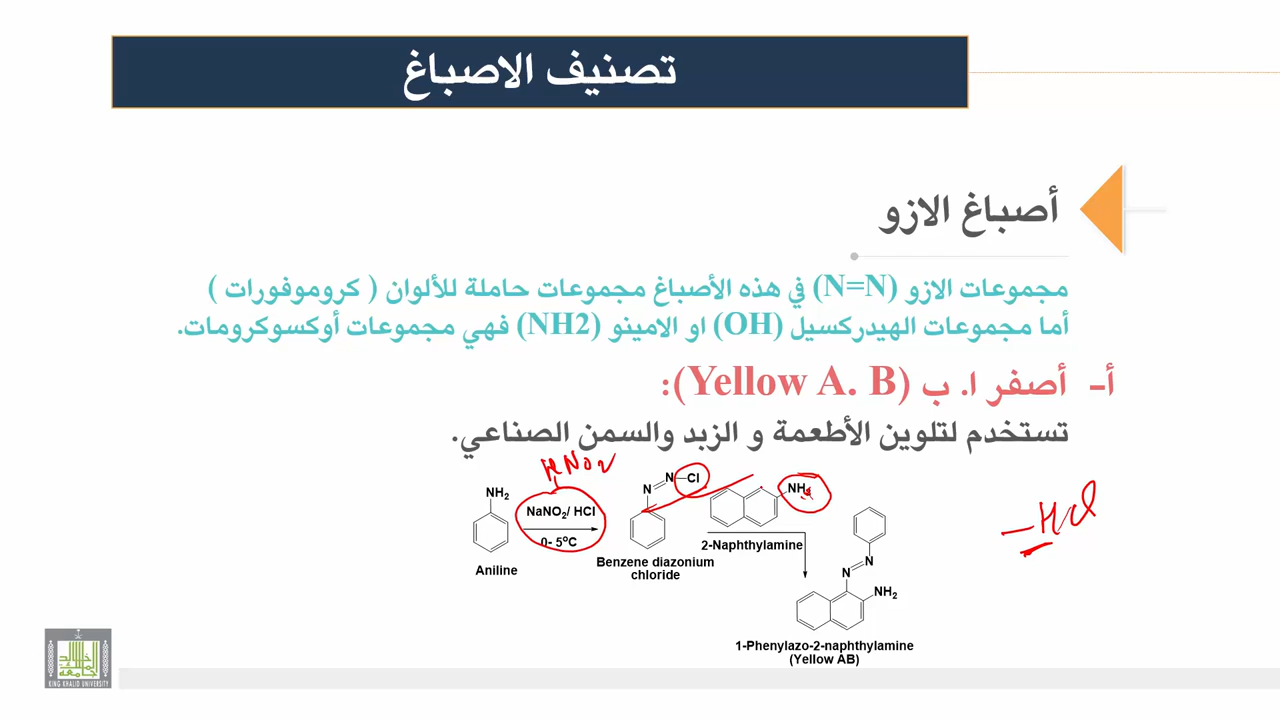 تصنيف الاصباغ
أصباغ الازو
مجموعات الازو (N=N) في هذه الأصباغ مجموعات حاملة للألوان ( كروموفورات )
أما مجموعات الهيدركسيل (OH) او الامينو (NH2) فهي مجموعات أوكسوكرومات.
أ- أصفر ا. ب (Yellow A. B):
تستخدم لتلوين الأطعمة و الزبد والسمن الصناعي.
HNO2
NH2
NaNO2/ HCl
0- 5°C
Aniline
N N Cl
Benzene diazonium
chloride
2-Naphthylamine
-HCl
N N
NH2
1-Phenylazo-2-naphthylamine
(Yellow AB)
KING KHALID UNIVERSITY